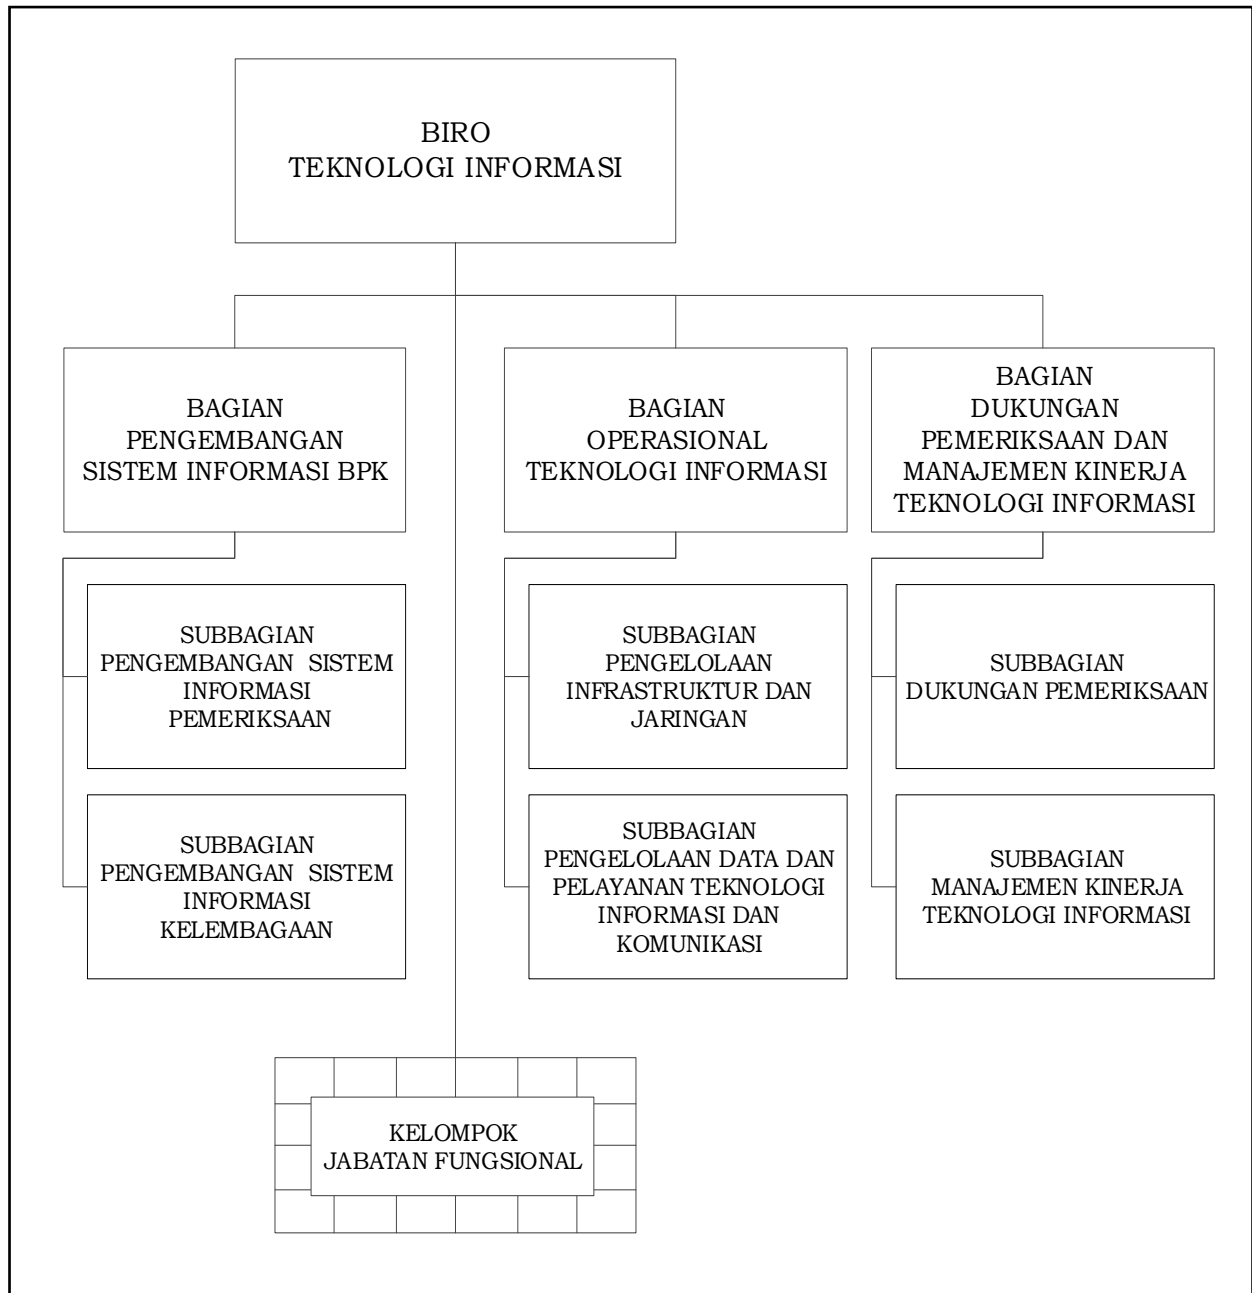 BIRO
TEKNOLOGI INFORMASI
BAGIAN
PENGEMBANGAN
SISTEM INFORMASI BPK
BAGIAN
OPERASIONAL
TEKNOLOGI INFORMASI
BAGIAN
DUKUNGAN
PEMERIKSAAN DAN
MANAJEMEN KINERJA
TEKNOLOGI INFORMASI
SUBBAGIAN
PENGEMBANGAN SISTEM
INFORMASI
PEMERIKSAAN
SUBBAGIAN
PENGELOLAAN
INFRASTRUKTUR DAN
JARINGAN
SUBBAGIAN
DUKUNGAN PEMERIKSAAN
SUBBAGIAN
PENGEMBANGAN SISTEM
INFORMASI
KELEMBAGAAN
SUBBAGIAN
PENGELOLAAN DATA DAN
PELAYANAN TEKNOLOGI
INFORMASI DAN
KOMUNIKASI
SUBBAGIAN
MANAJEMEN KINERJA
TEKNOLOGI INFORMASI
KELOMPOK
JABATAN FUNGSIONAL